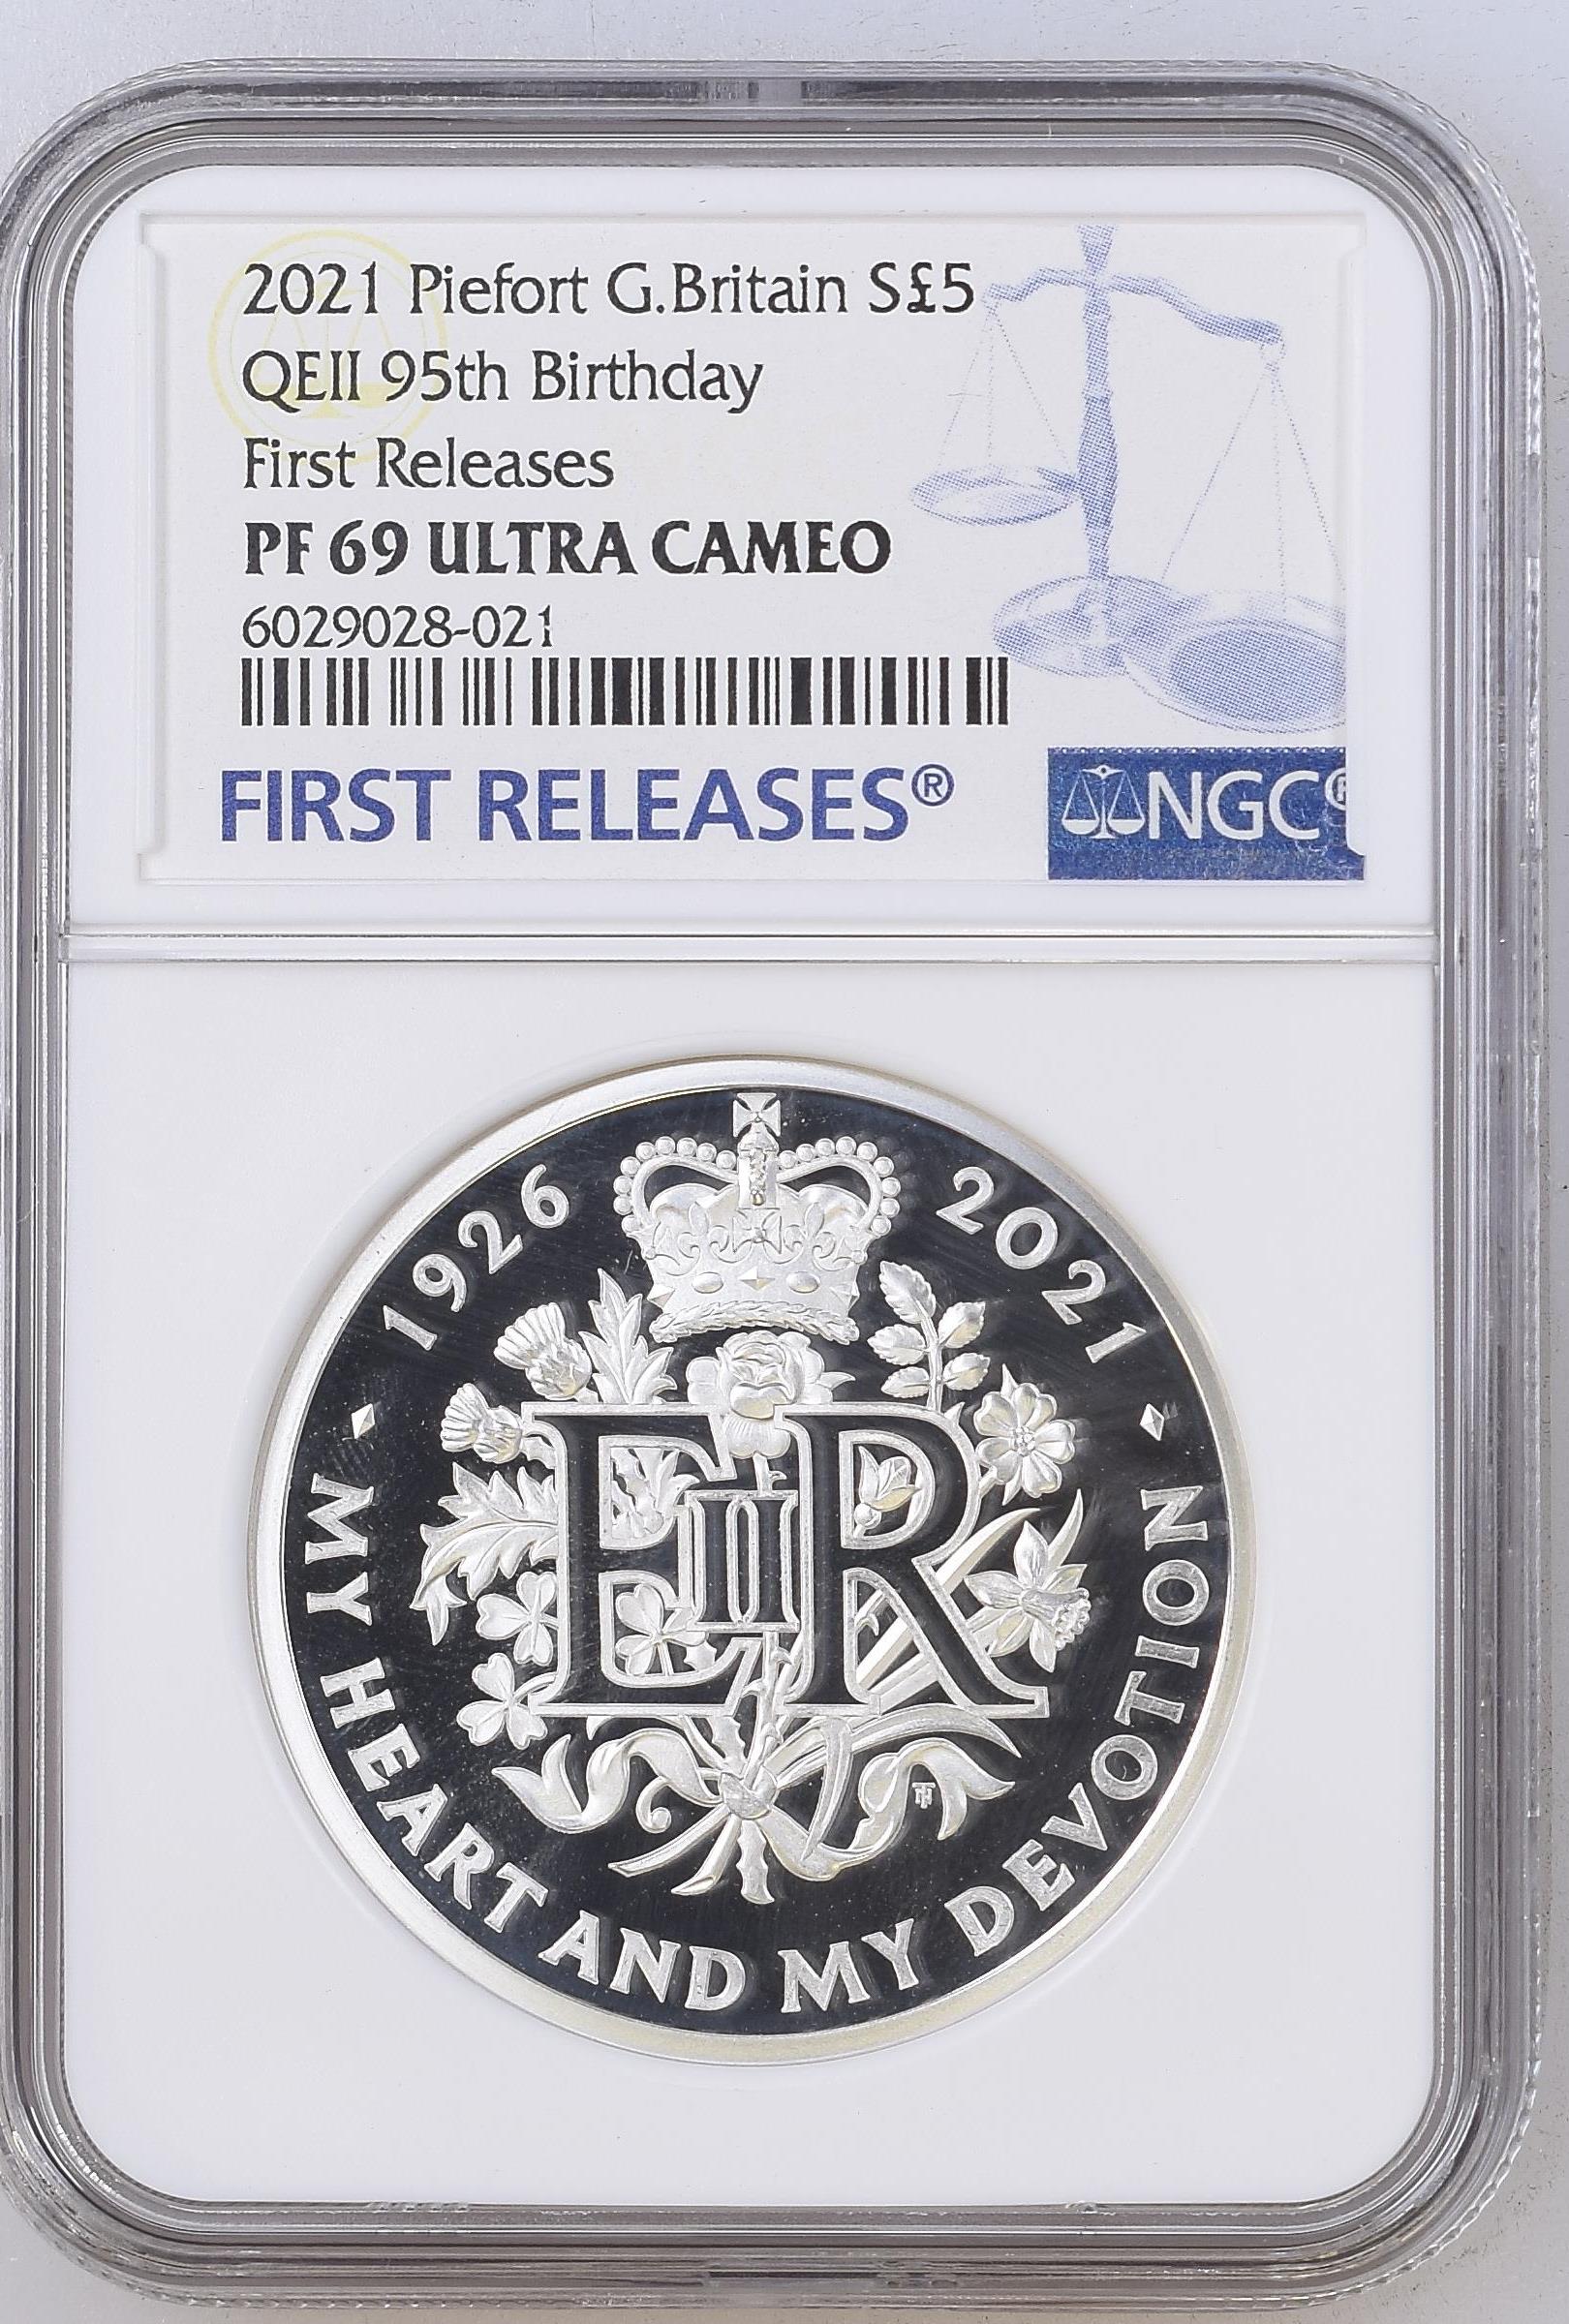 2021 Piefort G.Britain S£5
QEII 95th Birthday
First Releases
PF 69 ULTRA CAMEO
6029028-021
FIRST RELEASES®
NGC®
1926 2021
EIIR
TT
MY HEART AND MY DEVOTION